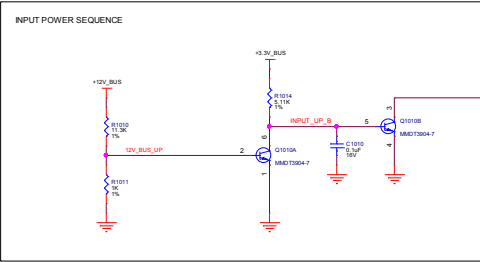 INPUT POWER SEQUENCE
+3.3V_BUS
+12V_BUS
R1014
5.11K
1%
R1010
11.3K
1%
INPUT_UP_B
5
3
Q1010B
MMDT3904-7
4
6
12V_BUS_UP
2
Q1010A
MMDT3904-7
1
C1010
0.1uF
16V
R1011
1K
1%